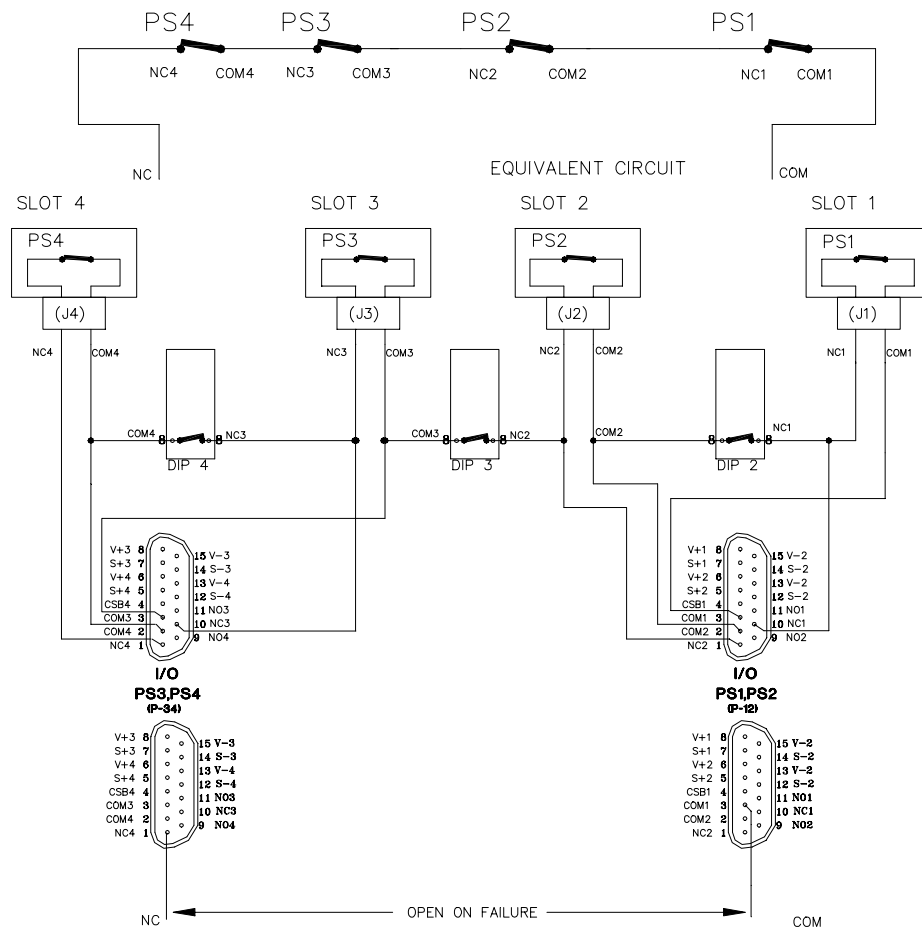 PS4 PS3 PS2 PS1
NC4 COM4 NC3 COM3 NC2 COM2 NC1 COM1
NC EQUIVALENT CIRCUIT COM
SLOT 4 SLOT 3 SLOT 2 SLOT 1
PS4 PS3 PS2 PS1
(J4) (J3) (J2) (J1)
NC4 COM4 NC3 COM3 NC2 COM2 NC1 COM1
COM4 8 8 NC3 COM3 8 8 NC2 COM2 8 8 NC1
DIP 4 DIP 3 DIP 2
V+3 8
S+3 7
V+4 6
S+4 5
CSB4 4
COM3 3
COM4 2
NC4 1
15 V-3
14 S-3
13 V-4
12 S-4
11 NO3
10 NC3
9 NO4
I/O
PS3,PS4
(P-34)
V+1 8
S+1 7
V+2 6
S+2 5
CSB1 4
COM1 3
COM2 2
NC2 1
15 V-2
14 S-2
13 V-2
12 S-2
11 NO1
10 NC1
9 NO2
I/O
PS1,PS2
(P-12)
V+3 8
S+3 7
V+4 6
S+4 5
CSB4 4
COM3 3
COM4 2
NC4 1
15 V-3
14 S-3
13 V-4
12 S-4
11 NO3
10 NC3
9 NO4
V+1 8
S+1 7
V+2 6
S+2 5
CSB1 4
COM1 3
COM2 2
NC2 1
15 V-2
14 S-2
13 V-2
12 S-2
11 NO1
10 NC1
9 NO2
NC OPEN ON FAILURE COM